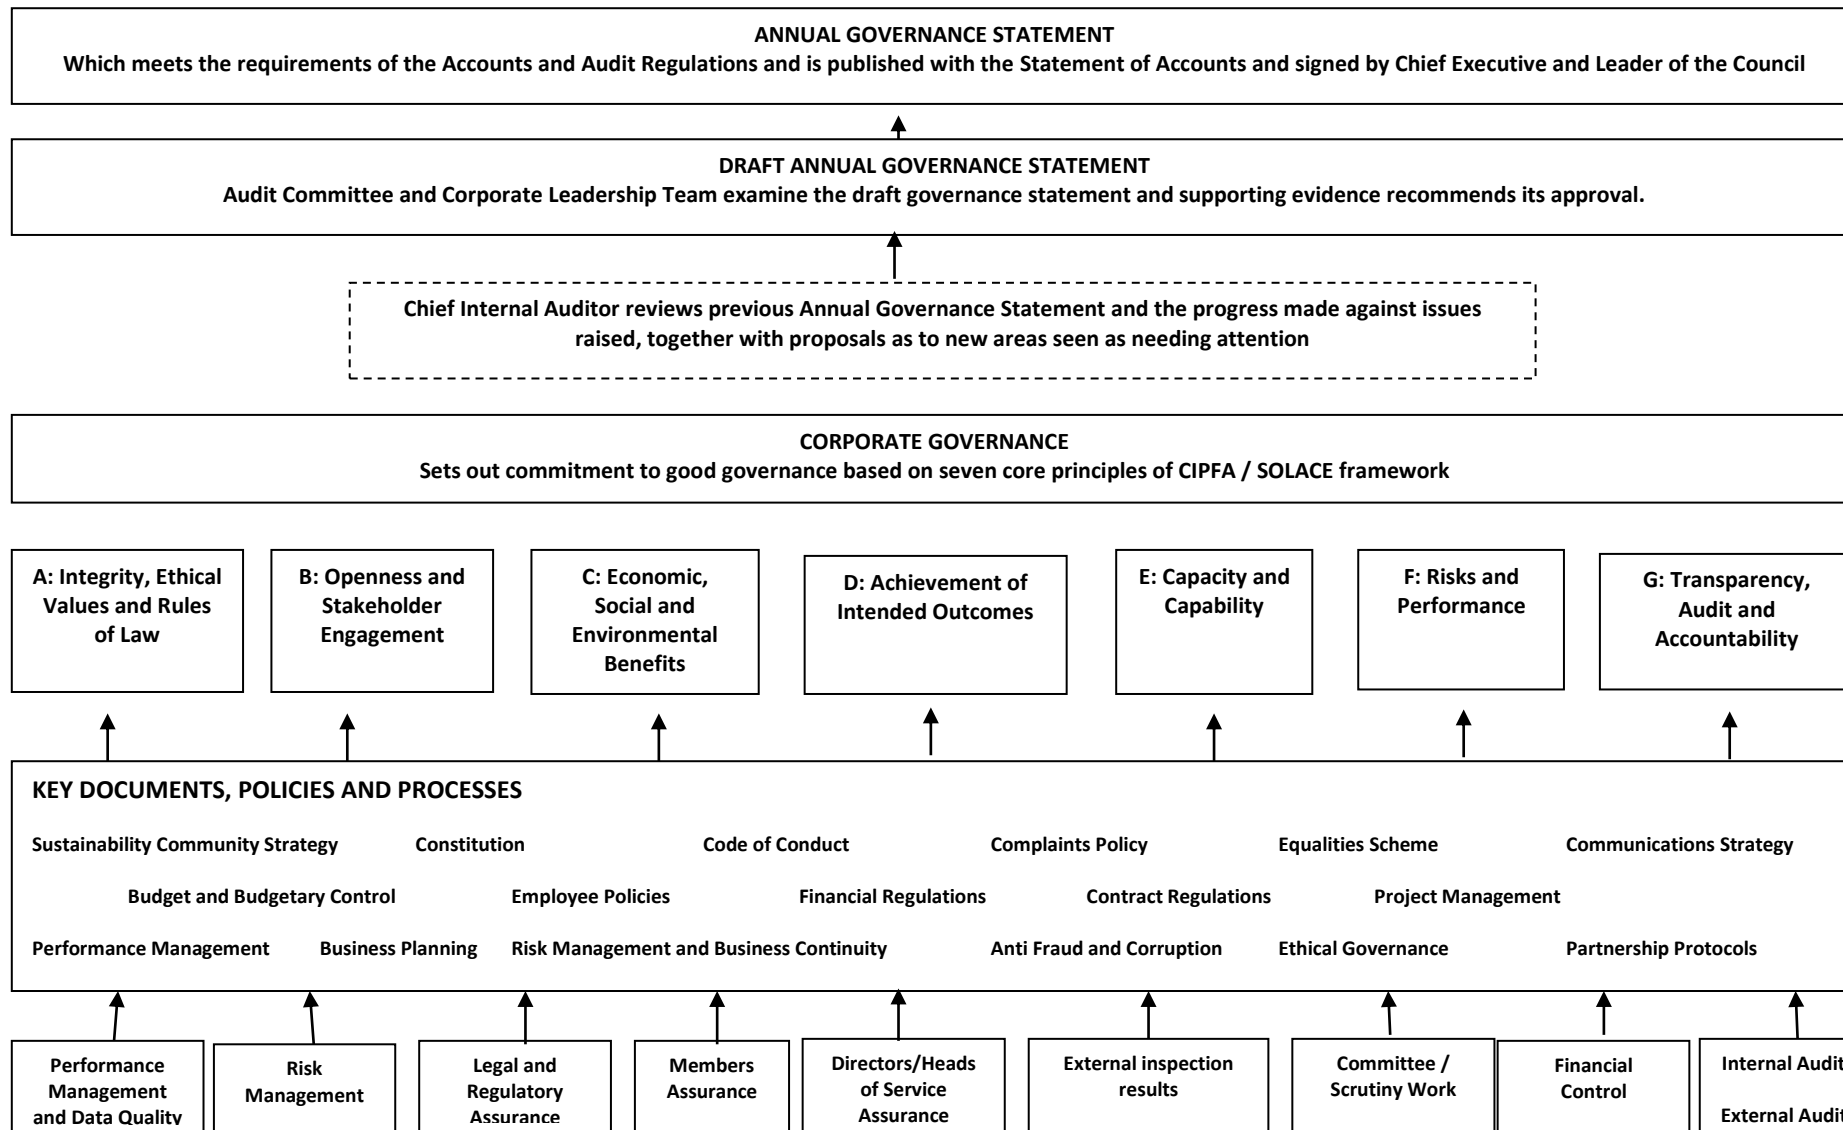 ANNUAL GOVERNANCE STATEMENT
Which meets the requirements of the Accounts and Audit Regulations and is published with the Statement of Accounts and signed by Chief Executive and Leader of the Council
DRAFT ANNUAL GOVERNANCE STATEMENT
Audit Committee and Corporate Leadership Team examine the draft governance statement and supporting evidence recommends its approval.
Chief Internal Auditor reviews previous Annual Governance Statement and the progress made against issues
raised, together with proposals as to new areas seen as needing attention
CORPORATE GOVERNANCE
Sets out commitment to good governance based on seven core principles of CIPFA / SOLACE framework
A: Integrity, Ethical
Values and Rules
of Law
B: Openness and
Stakeholder
Engagement
C: Economic,
Social and
Environmental
Benefits
D: Achievement of
Intended Outcomes
E: Capacity and
Capability
F: Risks and
Performance
G: Transparency,
Audit and
Accountability
KEY DOCUMENTS, POLICIES AND PROCESSES
Sustainability Community Strategy Constitution Code of Conduct Complaints Policy Equalities Scheme Communications Strategy
Budget and Budgetary Control Employee Policies Financial Regulations Contract Regulations Project Management
Performance Management Business Planning Risk Management and Business Continuity Anti Fraud and Corruption Ethical Governance Partnership Protocols
Performance
Management
and Data Quality
Risk
Management
Legal and
Regulatory
Assurance
Members
Assurance
Directors/Heads
of Service
Assurance
External inspection
results
Committee /
Scrutiny Work
Financial
Control
Internal Audit
External Audit